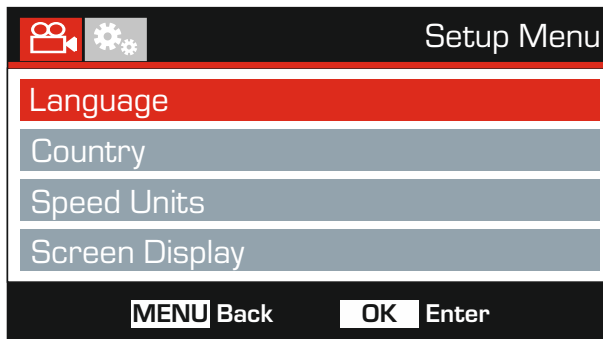 Setup Menu
Language
Country
Speed Units
Screen Display
MENU Back OK Enter